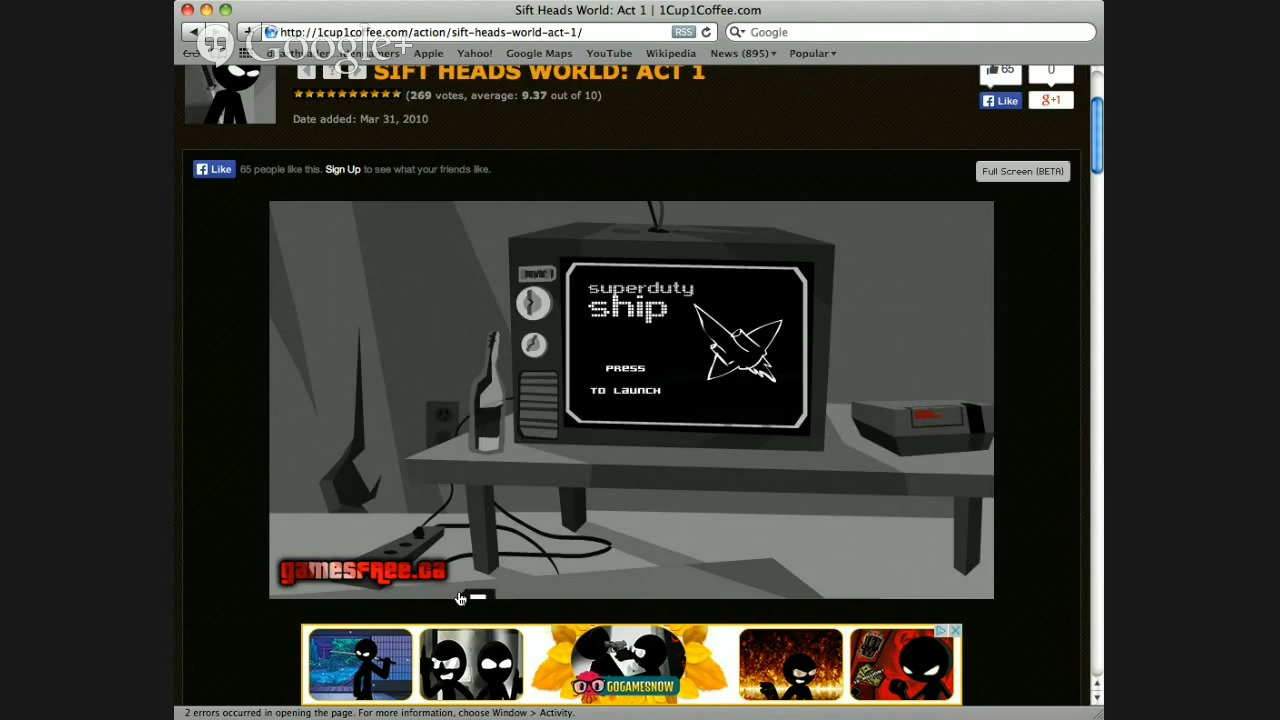 Sift Heads World: Act 1 | 1Cup1Coffee.com
http://1cup1coffee.com/action/sift-heads-world-act-1/
RSS
Google
Google+
Apple Yahoo! Google Maps YouTube Wikipedia News (895) Popular
SIFT HEADS WORLD: ACT 1
(269 votes, average: 9.37 out of 10)
Date added: Mar 31, 2010
65 0
Like +1
Like 65 people like this. Sign Up to see what your friends like.
Full Screen (BETA)
POWER
superduty
ship
PRESS
TO LAUNCH
gamesfree.ca
GOGAMESNOW
2 errors occurred in opening the page. For more information, choose Window > Activity.